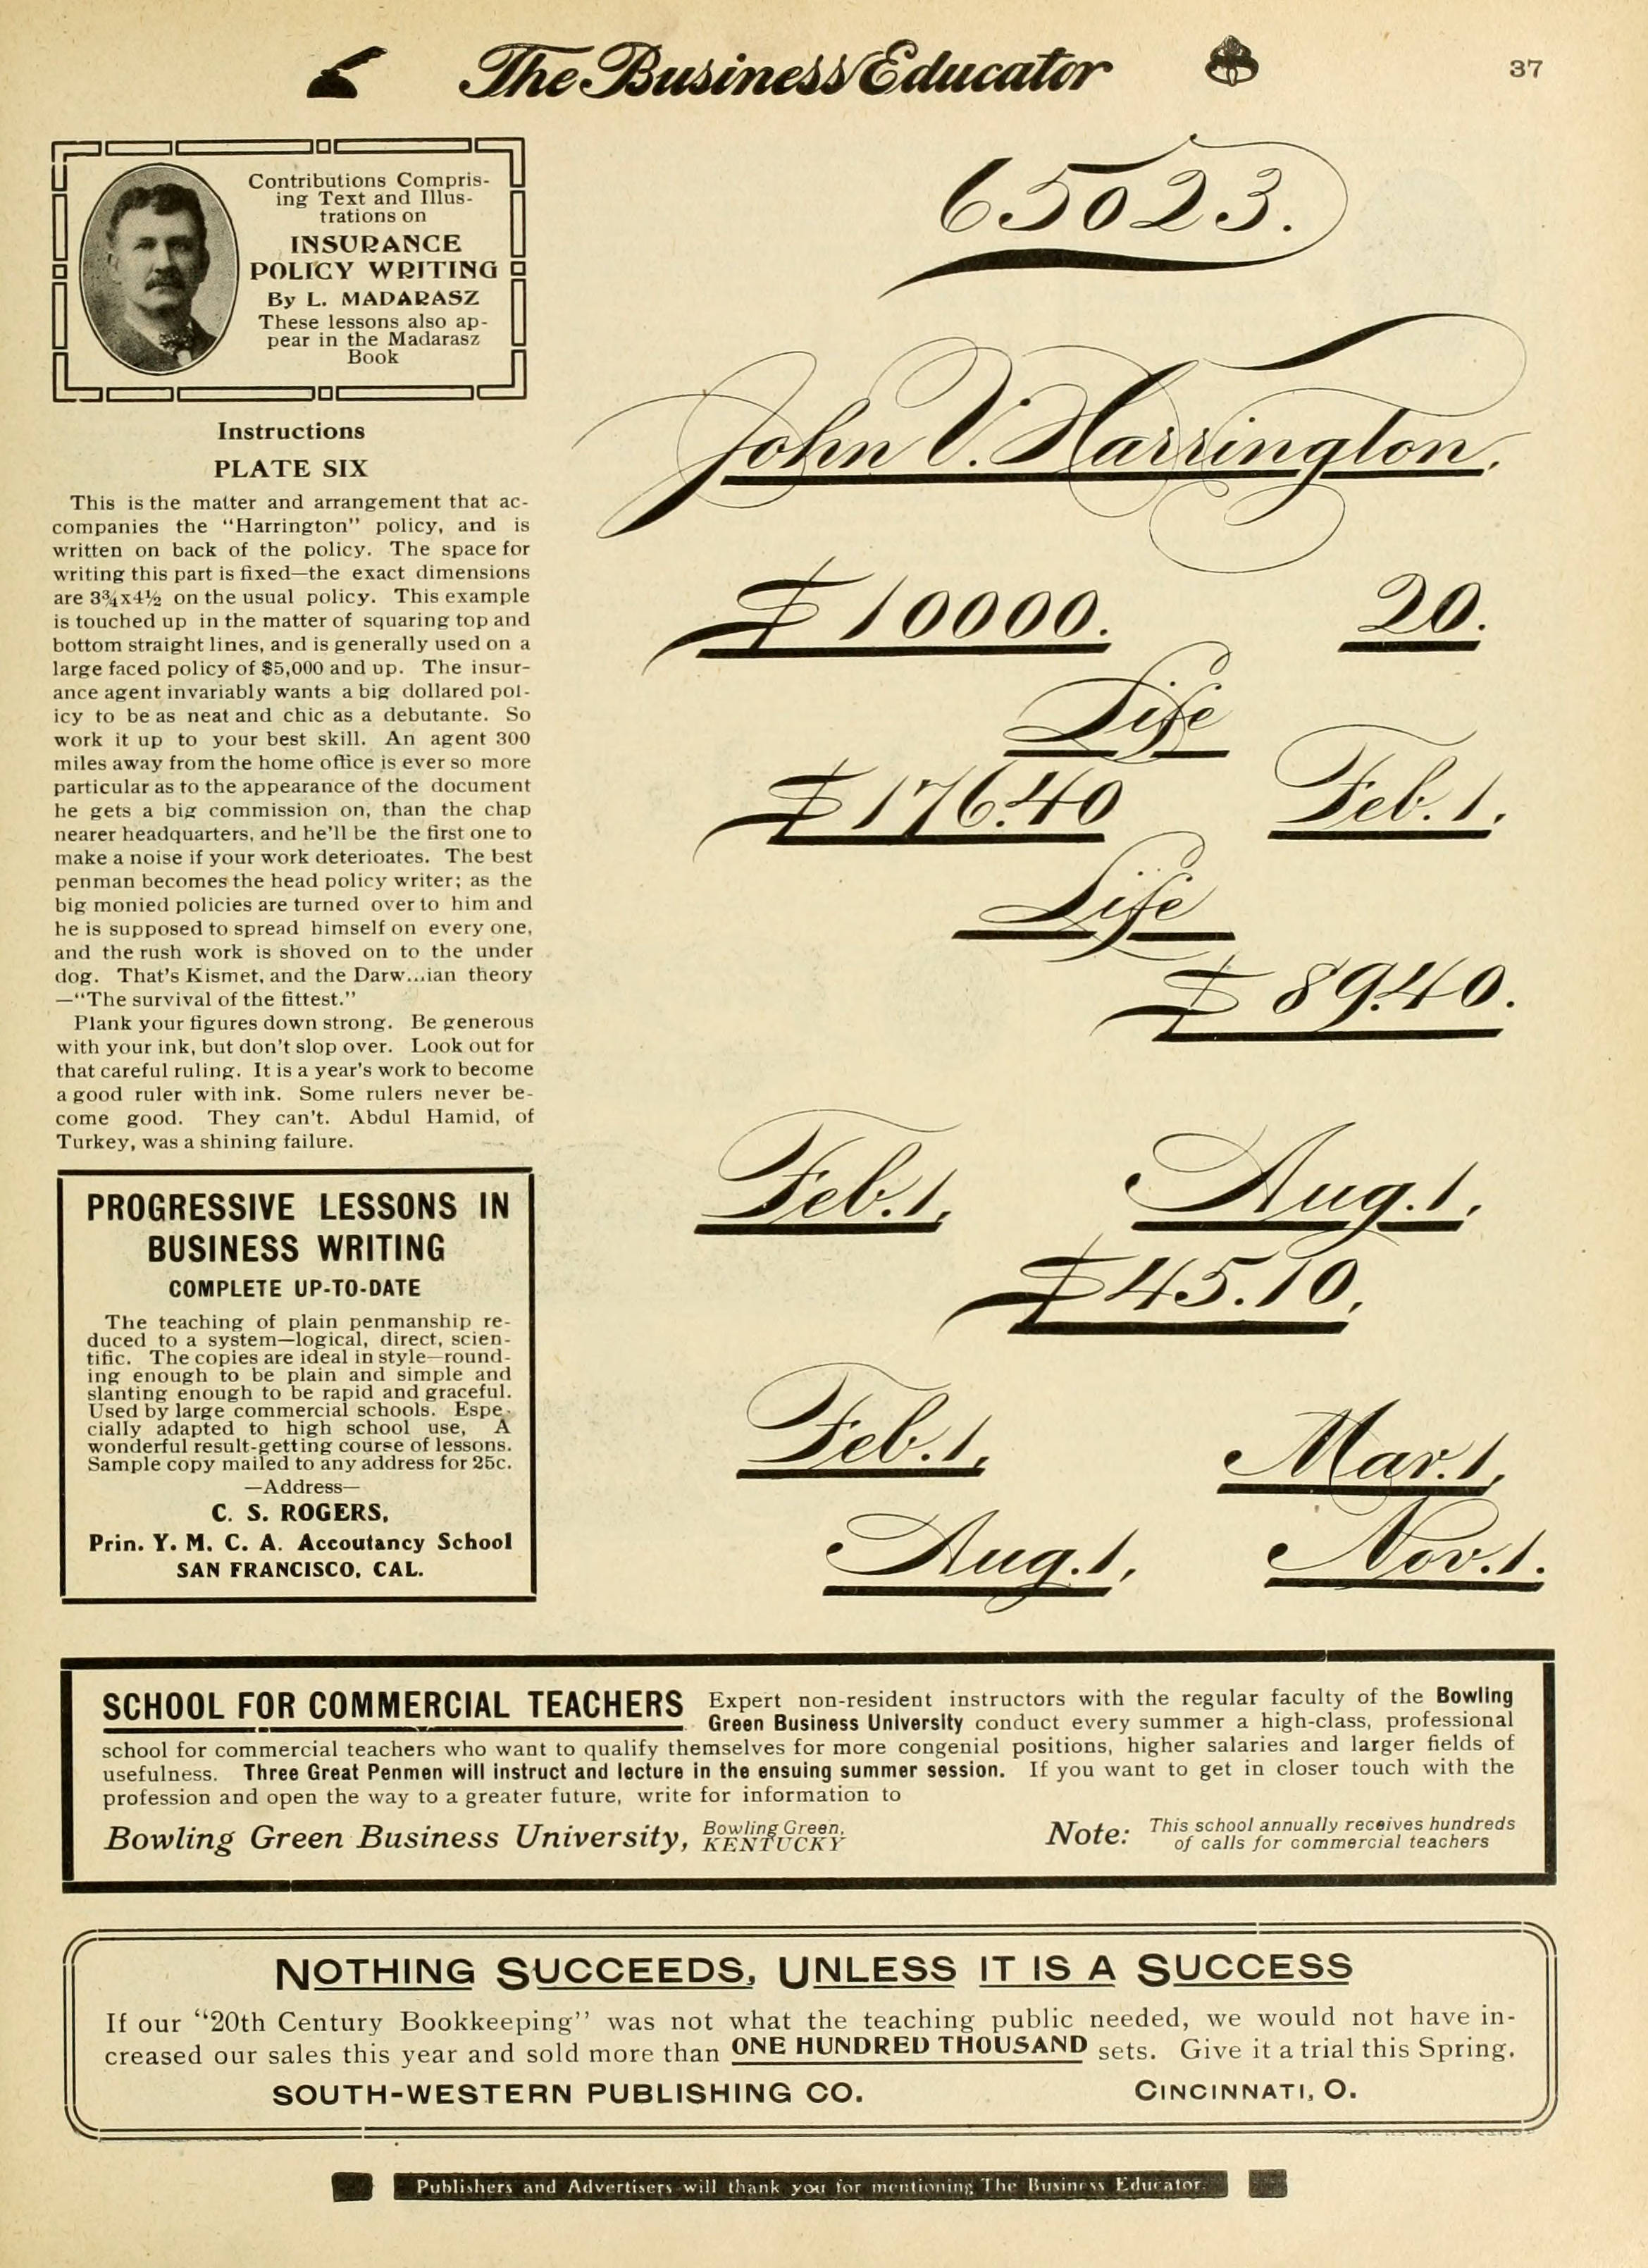 The Business Educator
37
Contributions Compris-
ing Text and Illus-
trations on
INSURANCE
POLICY WRITING
By L. MADARASZ
These lessons also ap-
pear in the Madarasz
Book
Instructions
PLATE SIX
This is the matter and arrangement that ac-
companies the "Harrington" policy, and is
written on back of the policy. The space for
writing this part is fixed—the exact dimensions
are 3¾x4½ on the usual policy. This example
is touched up in the matter of squaring top and
bottom straight lines, and is generally used on a
large faced policy of $5,000 and up. The insur-
ance agent invariably wants a big dollared pol-
icy to be as neat and chic as a debutante. So
work it up to your best skill. An agent 300
miles away from the home office is ever so more
particular as to the appearance of the document
he gets a big commission on, than the chap
nearer headquarters, and he'll be the first one to
make a noise if your work deterioates. The best
penman becomes the head policy writer; as the
big monied policies are turned over to him and
he is supposed to spread himself on every one,
and the rush work is shoved on to the under
dog. That's Kismet, and the Darw...ian theory
—"The survival of the fittest."
Plank your figures down strong. Be generous
with your ink, but don't slop over. Look out for
that careful ruling. It is a year's work to become
a good ruler with ink. Some rulers never be-
come good. They can't. Abdul Hamid, of
Turkey, was a shining failure.
65023.
John V. Harrington.
$10000. 20.
Life
$176.40 Feb. 1.
Life
$89.40.
Feb. 1, Aug. 1,
$45.10,
Feb. 1, Mar. 1,
Aug. 1, Nov. 1.
PROGRESSIVE LESSONS IN
BUSINESS WRITING
COMPLETE UP-TO-DATE
The teaching of plain penmanship re-
duced to a system—logical, direct, scien-
tific. The copies are ideal in style—round-
ing enough to be plain and simple and
slanting enough to be rapid and graceful.
Used by large commercial schools. Espe-
cially adapted to high school use, A
wonderful result-getting course of lessons.
Sample copy mailed to any address for 25c.
—Address—
C. S. ROGERS,
Prin. Y. M. C. A. Accoutancy School
SAN FRANCISCO, CAL.
SCHOOL FOR COMMERCIAL TEACHERS Expert non-resident instructors with the regular faculty of the Bowling
Green Business University conduct every summer a high-class, professional
school for commercial teachers who want to qualify themselves for more congenial positions, higher salaries and larger fields of
usefulness. Three Great Penmen will instruct and lecture in the ensuing summer session. If you want to get in closer touch with the
profession and open the way to a greater future, write for information to
Bowling Green Business University, Bowling Green, KENTUCKY
Note: This school annually receives hundreds
of calls for commercial teachers
NOTHING SUCCEEDS, UNLESS IT IS A SUCCESS
If our "20th Century Bookkeeping" was not what the teaching public needed, we would not have in-
creased our sales this year and sold more than ONE HUNDRED THOUSAND sets. Give it a trial this Spring.
SOUTH-WESTERN PUBLISHING CO. CINCINNATI, O.
Publishers and Advertisers will thank you for mentioning The Business Educator.